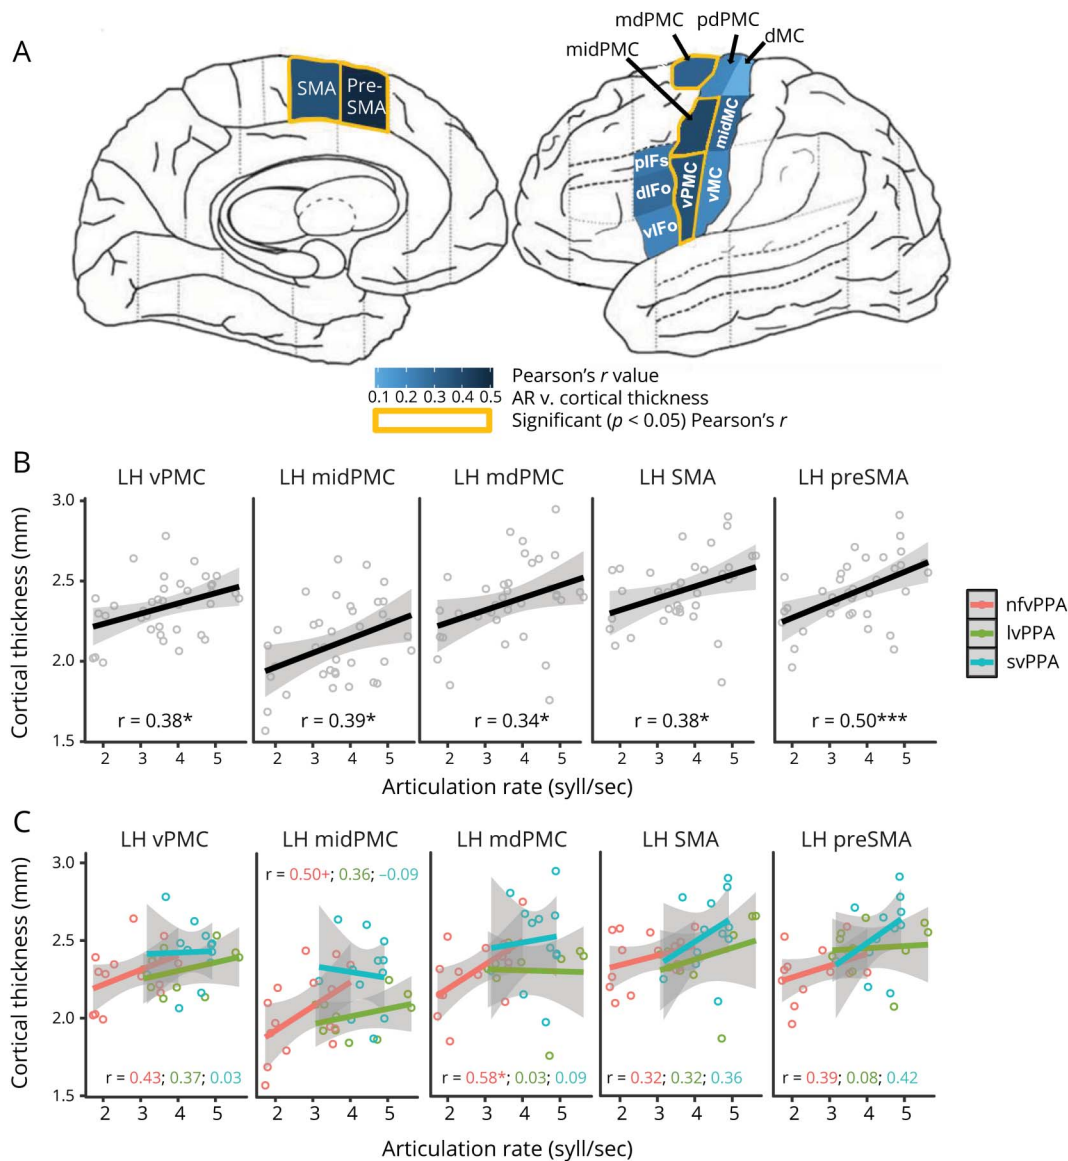 A
mdPMC
pdPMC
dMC
midPMC
SMA
Pre-
SMA
midMC
pIFs
dIFo
vIFo
vPMC
vMC
0.1 0.2 0.3 0.4 0.5
Pearson's r value
AR v. cortical thickness
Significant (p < 0.05) Pearson's r
B
LH vPMC LH midPMC LH mdPMC LH SMA LH preSMA
Cortical thickness (mm)
3.0
2.5
2.0
1.5
r = 0.38* r = 0.39* r = 0.34* r = 0.38* r = 0.50***
2 3 4 5 2 3 4 5 2 3 4 5 2 3 4 5 2 3 4 5
Articulation rate (syll/sec)
nfvPPA
lvPPA
svPPA
C
LH vPMC LH midPMC LH mdPMC LH SMA LH preSMA
Cortical thickness (mm)
3.0
2.5
2.0
1.5
r = 0.50+; 0.36; –0.09
r = 0.43; 0.37; 0.03 r = 0.58*; 0.03; 0.09 r = 0.32; 0.32; 0.36 r = 0.39; 0.08; 0.42
2 3 4 5 2 3 4 5 2 3 4 5 2 3 4 5 2 3 4 5
Articulation rate (syll/sec)